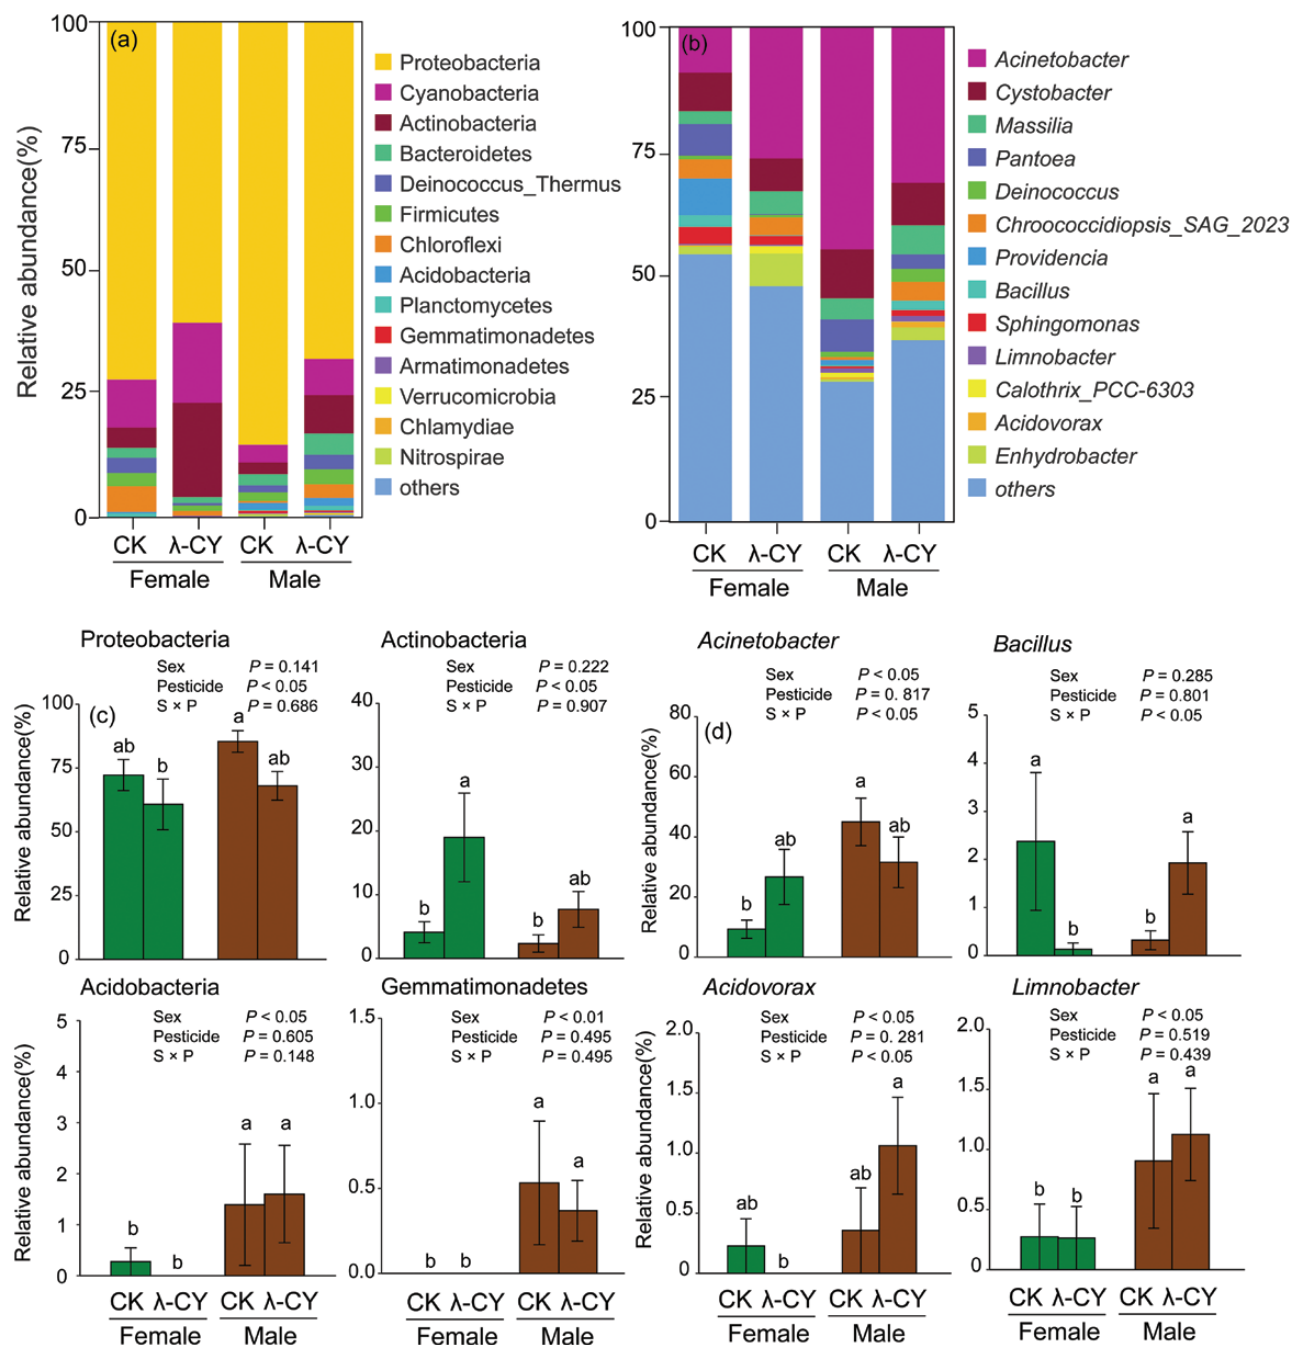 (a)
Relative abundance(%)
100
75
50
25
0
CK λ-CY CK λ-CY
Female Male
Proteobacteria
Cyanobacteria
Actinobacteria
Bacteroidetes
Deinococcus_Thermus
Firmicutes
Chloroflexi
Acidobacteria
Planctomycetes
Gemmatimonadetes
Armatimonadetes
Verrucomicrobia
Chlamydiae
Nitrospirae
others
(b)
100
75
50
25
0
CK λ-CY CK λ-CY
Female Male
Acinetobacter
Cystobacter
Massilia
Pantoea
Deinococcus
Chroococcidiopsis_SAG_2023
Providencia
Bacillus
Sphingomonas
Limnobacter
Calothrix_PCC-6303
Acidovorax
Enhydrobacter
others
(c)
Proteobacteria
Sex P = 0.141
Pesticide P < 0.05
S × P P = 0.686
Relative abundance(%)
100
75
50
25
0
ab b a ab
Actinobacteria
Sex P = 0.222
Pesticide P < 0.05
S × P P = 0.907
40
30
20
10
0
b a b ab
(d)
Acinetobacter
Sex P < 0.05
Pesticide P = 0. 817
S × P P < 0.05
Relative abundance(%)
80
60
40
20
0
b ab a ab
Bacillus
Sex P = 0.285
Pesticide P = 0.801
S × P P < 0.05
5
4
3
2
1
0
a b b a
Acidobacteria
Sex P < 0.05
Pesticide P = 0.605
S × P P = 0.148
Relative abundance(%)
5
4
3
2
1
0
b b a a
CK λ-CY CK λ-CY
Female Male
Gemmatimonadetes
Sex P < 0.01
Pesticide P = 0.495
S × P P = 0.495
1.5
1.0
0.5
0.0
b b a a
CK λ-CY CK λ-CY
Female Male
Acidovorax
Sex P < 0.05
Pesticide P = 0. 281
S × P P < 0.05
Relative abundance(%)
2.0
1.5
1.0
0.5
0
ab b ab a
CK λ-CY CK λ-CY
Female Male
Limnobacter
Sex P < 0.05
Pesticide P = 0.519
S × P P = 0.439
2.0
1.5
1.0
0.5
0
b b a a
CK λ-CY CK λ-CY
Female Male